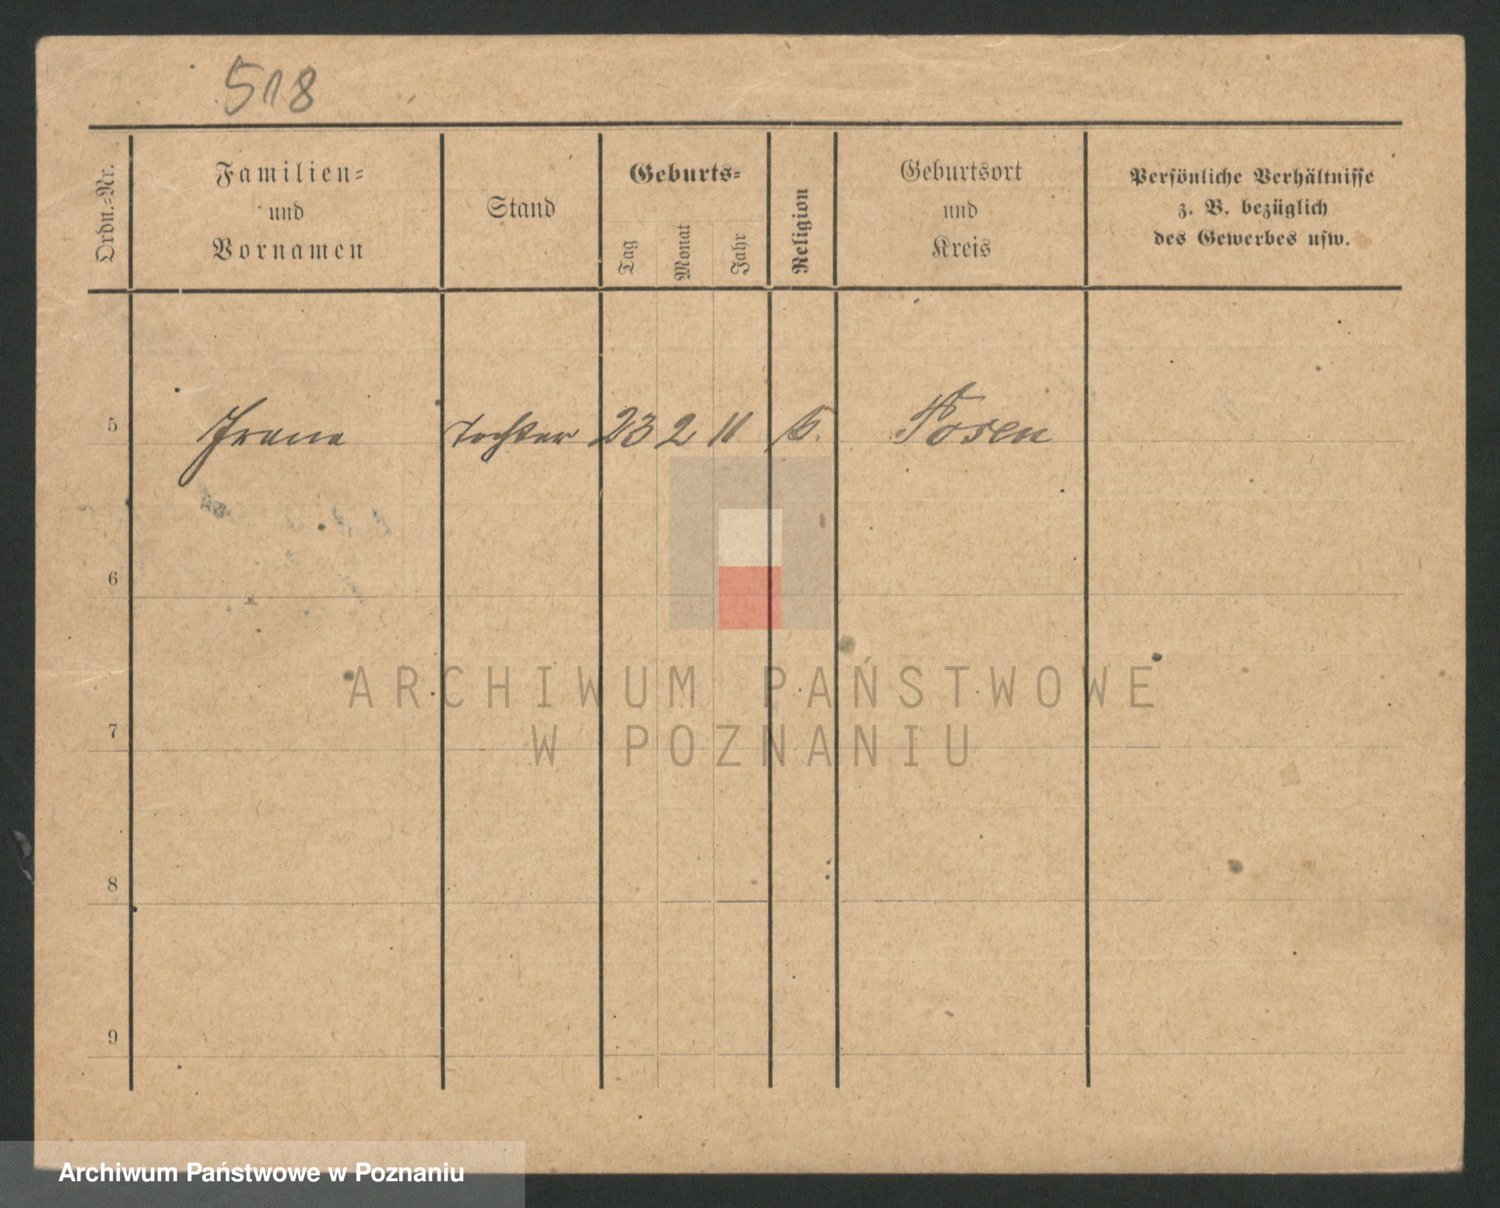 518
Ordn.-Nr.
Familien-
und
Vornamen
Stand
Geburts-
Tag
Monat
Jahr
Religion
Geburtsort
und
Kreis
Persönliche Verhältnisse
z. B. bezüglich
des Gewerbes usw.
5 Irene Tochter 23 2 11 k. Posen
6
7
8
9
ARCHIWUM PAŃSTWOWE
W POZNANIU
Archiwum Państwowe w Poznaniu